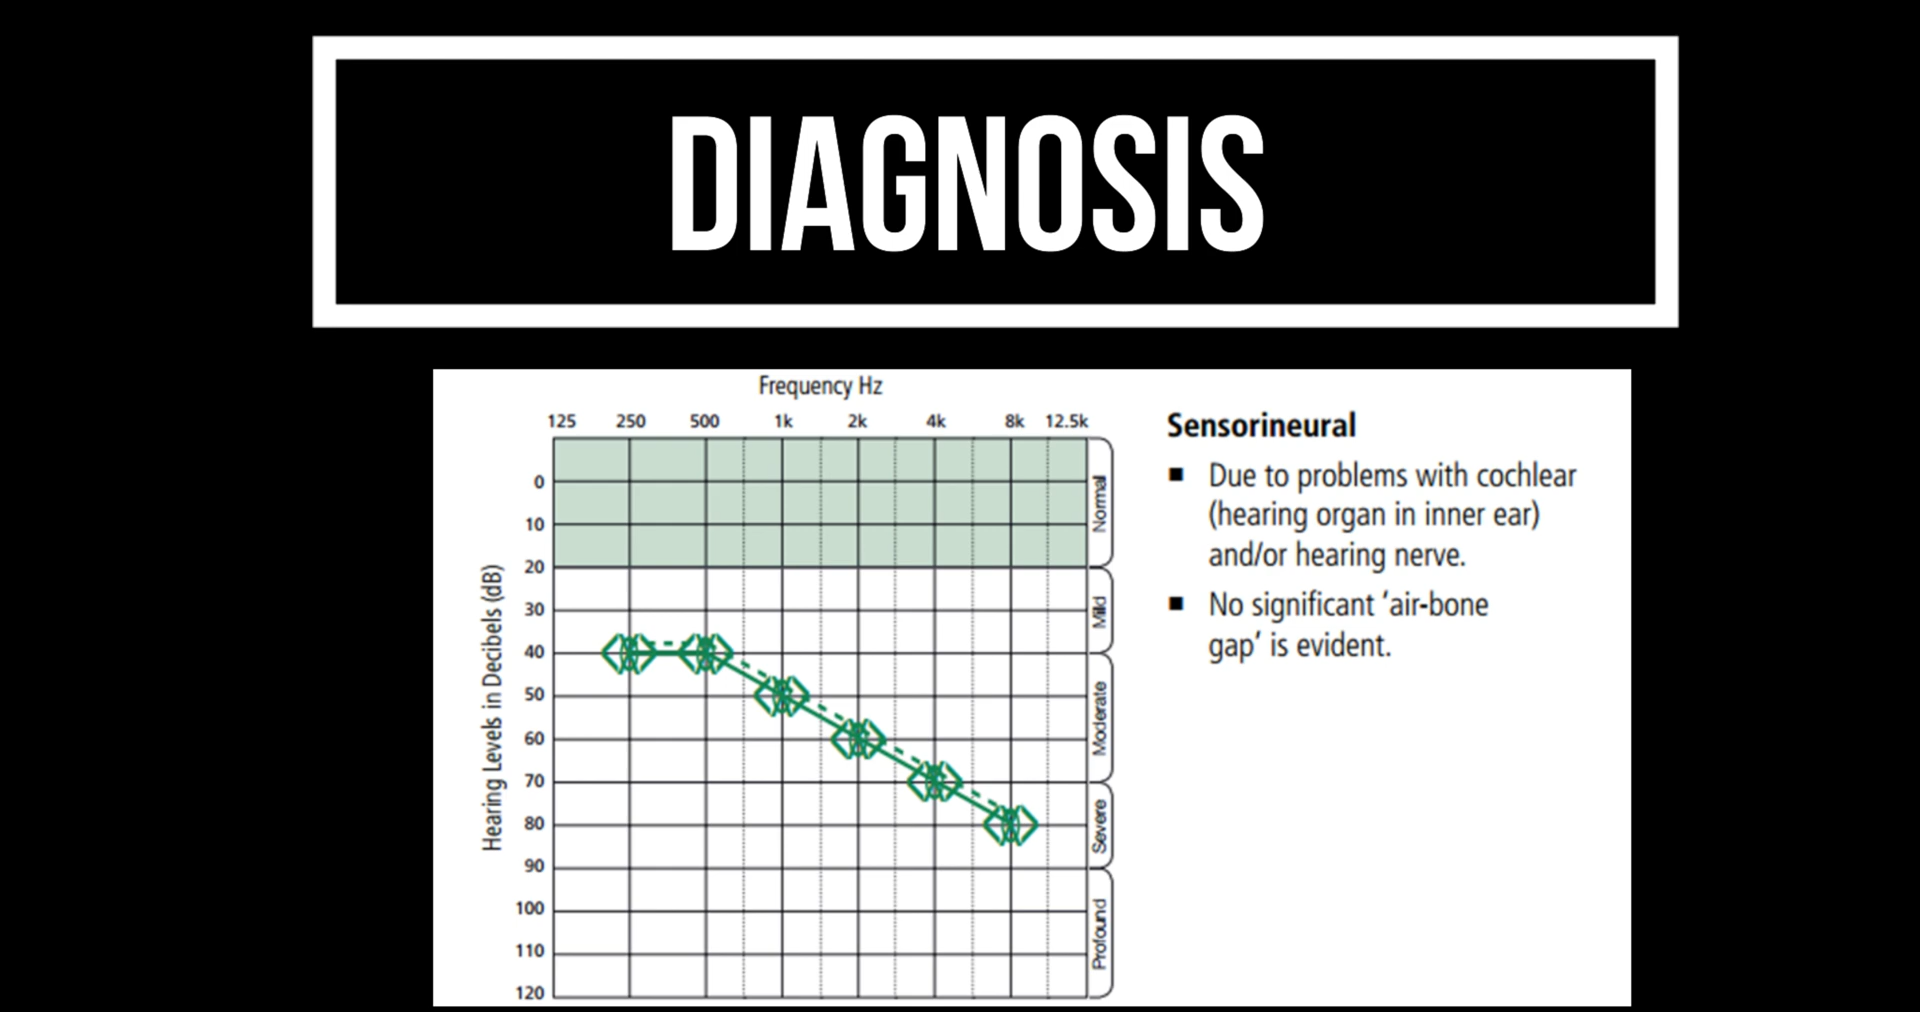 DIAGNOSIS
Frequency Hz
125 250 500 1k 2k 4k 8k 12.5k
Hearing Levels in Decibels (dB)
0
10
20
30
40
50
60
70
80
90
100
110
120
Normal
Mild
Moderate
Severe
Profound
Sensorineural
■ Due to problems with cochlear
(hearing organ in inner ear)
and/or hearing nerve.
■ No significant ‘air-bone
gap’ is evident.